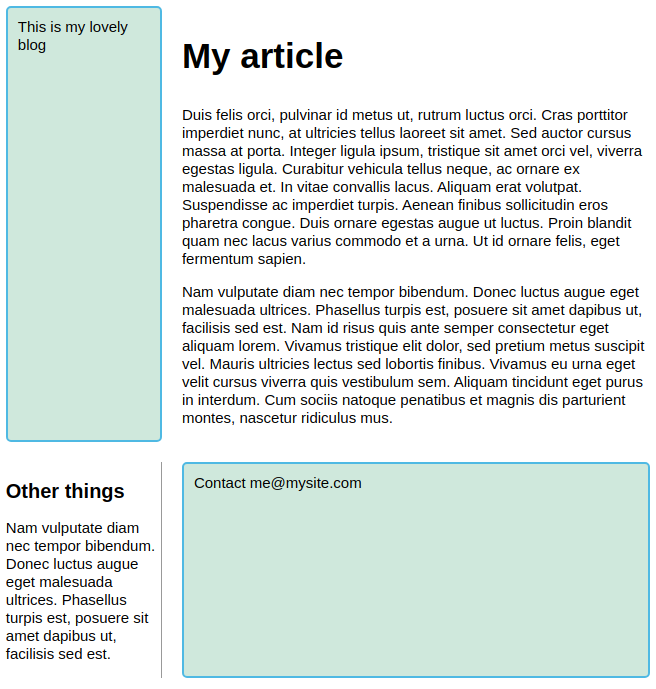 This is my lovely
blog
My article
Duis felis orci, pulvinar id metus ut, rutrum luctus orci. Cras porttitor
imperdiet nunc, at ultricies tellus laoreet sit amet. Sed auctor cursus
massa at porta. Integer ligula ipsum, tristique sit amet orci vel, viverra
egestas ligula. Curabitur vehicula tellus neque, ac ornare ex
malesuada et. In vitae convallis lacus. Aliquam erat volutpat.
Suspendisse ac imperdiet turpis. Aenean finibus sollicitudin eros
pharetra congue. Duis ornare egestas augue ut luctus. Proin blandit
quam nec lacus varius commodo et a urna. Ut id ornare felis, eget
fermentum sapien.
Nam vulputate diam nec tempor bibendum. Donec luctus augue eget
malesuada ultrices. Phasellus turpis est, posuere sit amet dapibus ut,
facilisis sed est. Nam id risus quis ante semper consectetur eget
aliquam lorem. Vivamus tristique elit dolor, sed pretium metus suscipit
vel. Mauris ultricies lectus sed lobortis finibus. Vivamus eu urna eget
velit cursus viverra quis vestibulum sem. Aliquam tincidunt eget purus
in interdum. Cum sociis natoque penatibus et magnis dis parturient
montes, nascetur ridiculus mus.
Other things
Nam vulputate diam
nec tempor bibendum.
Donec luctus augue
eget malesuada
ultrices. Phasellus
turpis est, posuere sit
amet dapibus ut,
facilisis sed est.
Contact me@mysite.com